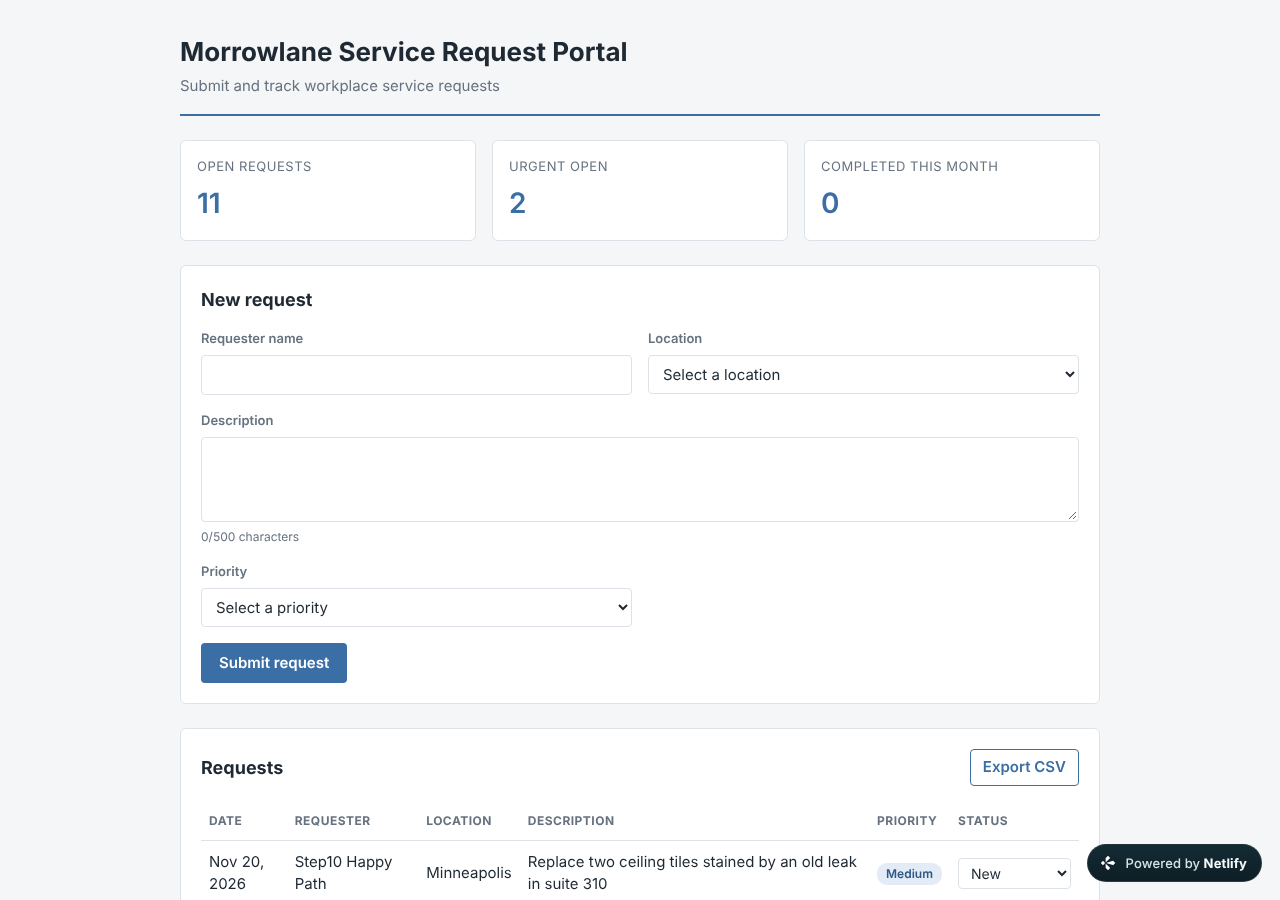 Morrowlane Service Request Portal
Submit and track workplace service requests
OPEN REQUESTS
11
URGENT OPEN
2
COMPLETED THIS MONTH
0
New request
Requester name
Location
Select a location
Description
0/500 characters
Priority
Select a priority
Submit request
Requests
Export CSV
DATE REQUESTER LOCATION DESCRIPTION PRIORITY STATUS
Nov 20,
2026
Step10 Happy
Path
Minneapolis
Replace two ceiling tiles stained by an old leak
in suite 310
Medium
New
Powered by Netlify